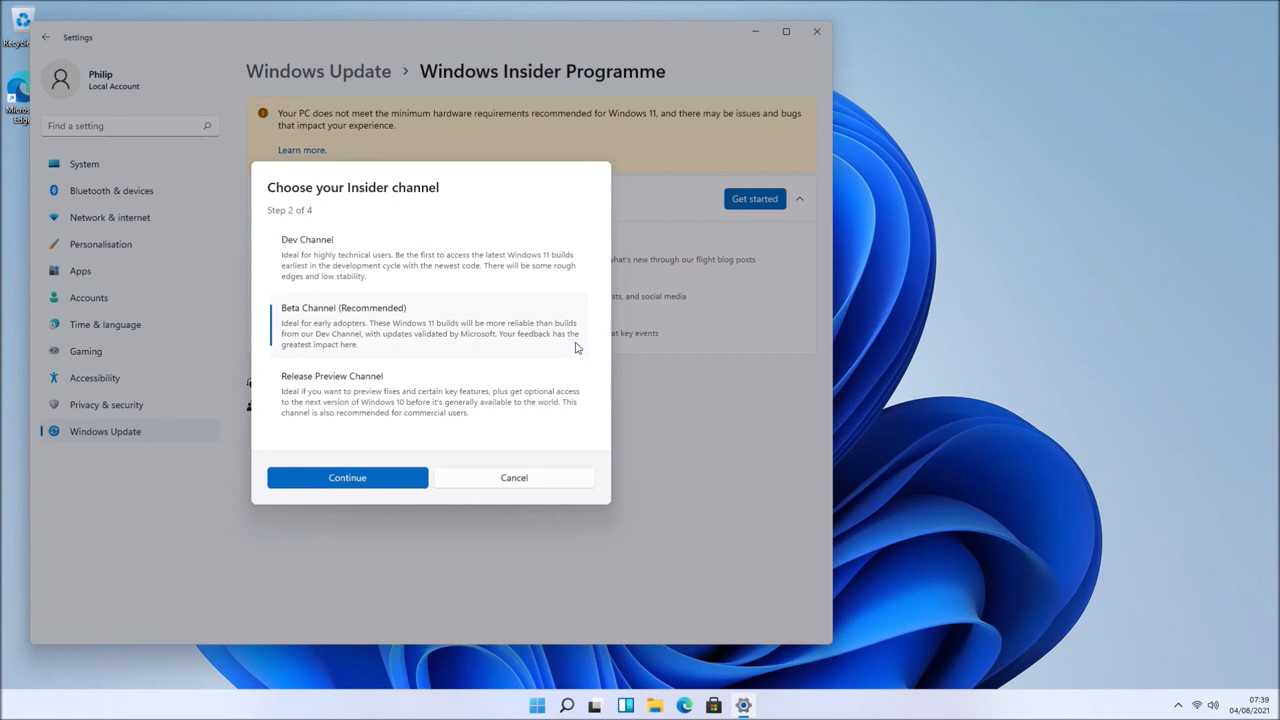 Recycle
Micros
Edg
Settings
Philip
Local Account
Find a setting
System
Bluetooth & devices
Network & internet
Personalisation
Apps
Accounts
Time & language
Gaming
Accessibility
Privacy & security
Windows Update
Windows Update > Windows Insider Programme
Your PC does not meet the minimum hardware requirements recommended for Windows 11, and there may be issues and bugs
that impact your experience.
Learn more.
Get started
what's new through our flight blog posts
sts, and social media
at key events
Choose your Insider channel
Step 2 of 4
Dev Channel
Ideal for highly technical users. Be the first to access the latest Windows 11 builds
earliest in the development cycle with the newest code. There will be some rough
edges and low stability.
Beta Channel (Recommended)
Ideal for early adopters. These Windows 11 builds will be more reliable than builds
from our Dev Channel, with updates validated by Microsoft. Your feedback has the
greatest impact here.
Release Preview Channel
Ideal if you want to preview fixes and certain key features, plus get optional access
to the next version of Windows 10 before it's generally available to the world. This
channel is also recommended for commercial users.
Continue
Cancel
07:39
04/08/2021